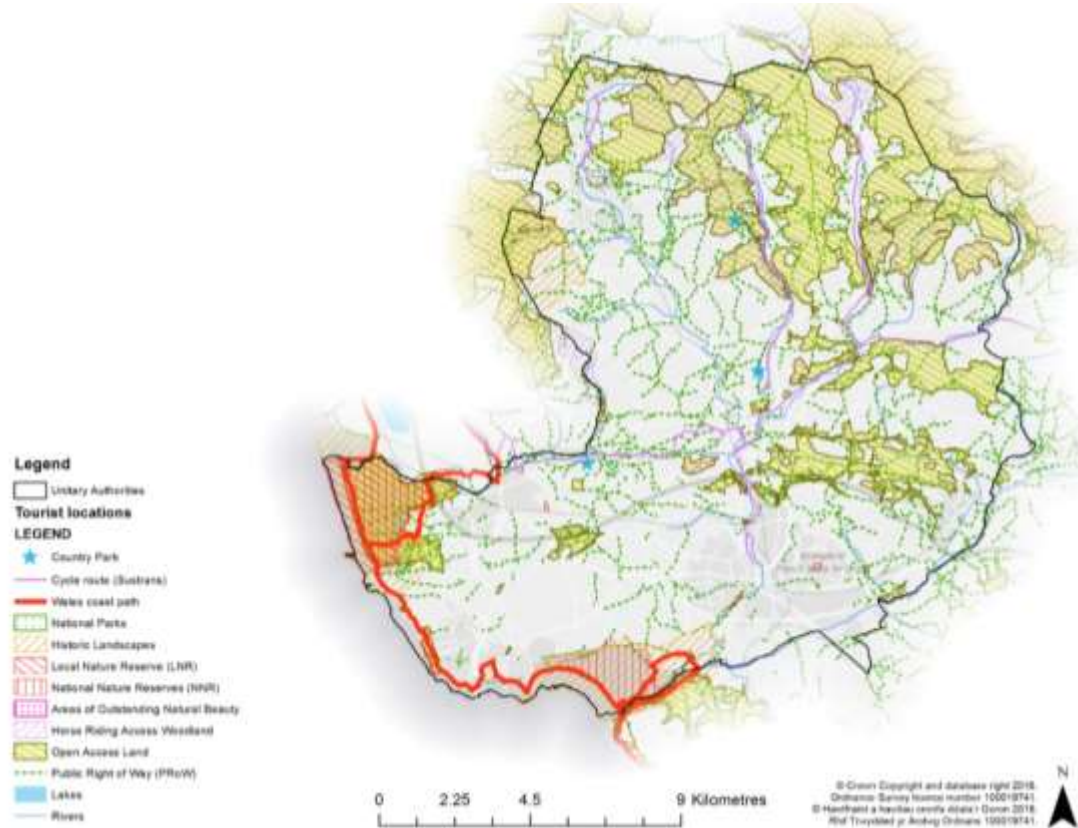 Legend
Unitary Authorities
Tourist locations
LEGEND
Country Park
Cycle route (Sustrans)
Wales coast path
National Parks
Historic Landscapes
Local Nature Reserve (LNR)
National Nature Reserves (NNR)
Areas of Outstanding Natural Beauty
Horse Riding Access Woodland
Open Access Land
Public Right of Way (PRoW)
Lakes
Rivers
0 2.25 4.5 9 Kilometres
N
© Crown Copyright and database right 2018.
Ordnance Survey licence number 100019741.
© Hawlfraint a hawliau cronfa ddata'r Goron 2018.
Rhif Trwydded yr Arolwg Ordnans 100019741.